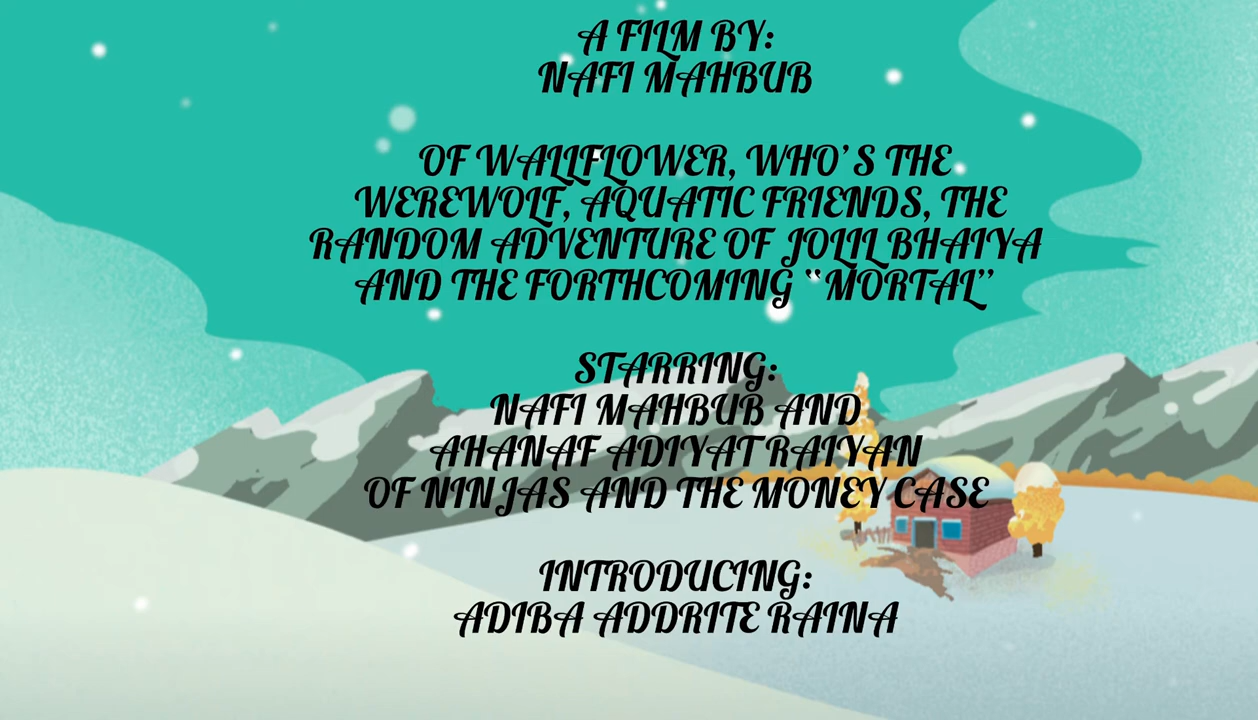 A FILM BY:
NAFI MAHBUB
OF WALLFLOWER, WHO'S THE
WEREWOLF, AQUATIC FRIENDS, THE
RANDOM ADVENTURE OF JOLIL BHAIYA
AND THE FORTHCOMING “MORTAL”
STARRING:
NAFI MAHBUB AND
AHANAF ADIYAT RAIYAN
OF NINJAS AND THE MONEY CASE
INTRODUCING:
ADIBA ADDRITE RAINA